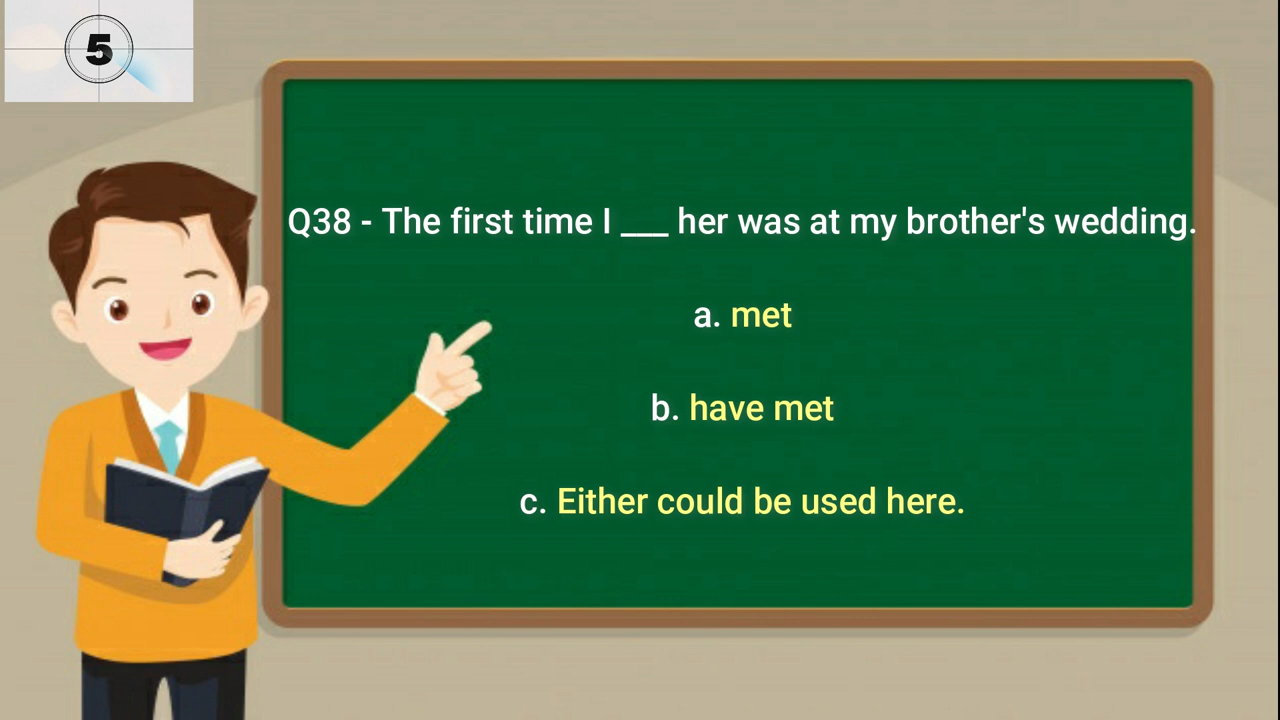 5
Q38 - The first time I ___ her was at my brother's wedding.
a. met
b. have met
c. Either could be used here.